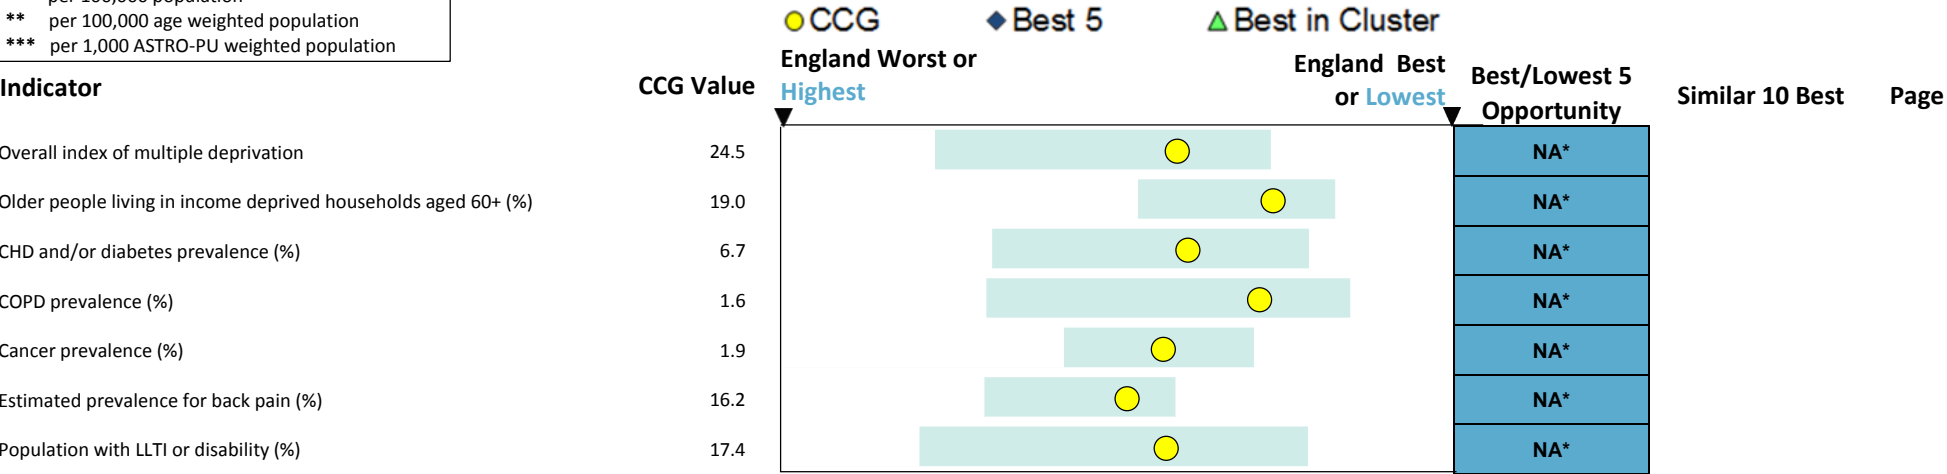 per 100,000 population
** per 100,000 age weighted population
*** per 1,000 ASTRO-PU weighted population
CCG Best 5 Best in Cluster
Indicator CCG Value England Worst or Highest England Best or Lowest Best/Lowest 5 Opportunity Similar 10 Best Page
Overall index of multiple deprivation 24.5 NA*
Older people living in income deprived households aged 60+ (%) 19.0 NA*
CHD and/or diabetes prevalence (%) 6.7 NA*
COPD prevalence (%) 1.6 NA*
Cancer prevalence (%) 1.9 NA*
Estimated prevalence for back pain (%) 16.2 NA*
Population with LLTI or disability (%) 17.4 NA*